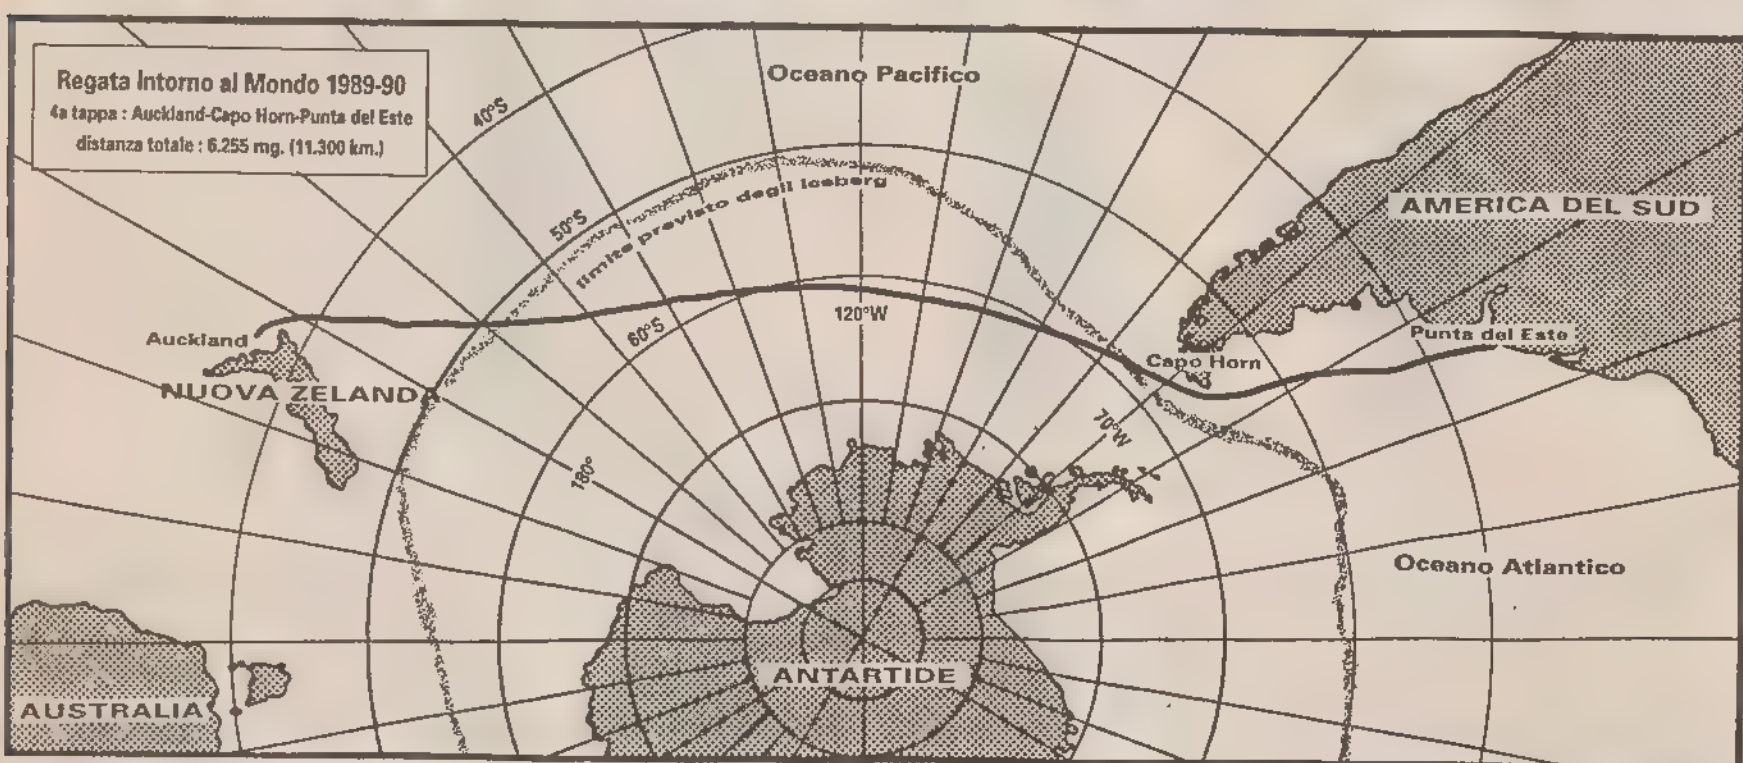 Regata Intorno al Mondo 1989-90
4a tappa : Auckland-Capo Horn-Punta del Este
distanza totale : 6.255 mg. (11.300 km.)
Oceano Pacifico
40°S
AMERICA DEL SUD
50°S
limite previsto degli Iceberg
120°W
60°S
Auckland
Punta del Este
Capo Horn
NUOVA ZELANDA
70°W
180°
Oceano Atlantico
ANTARTIDE
AUSTRALIA